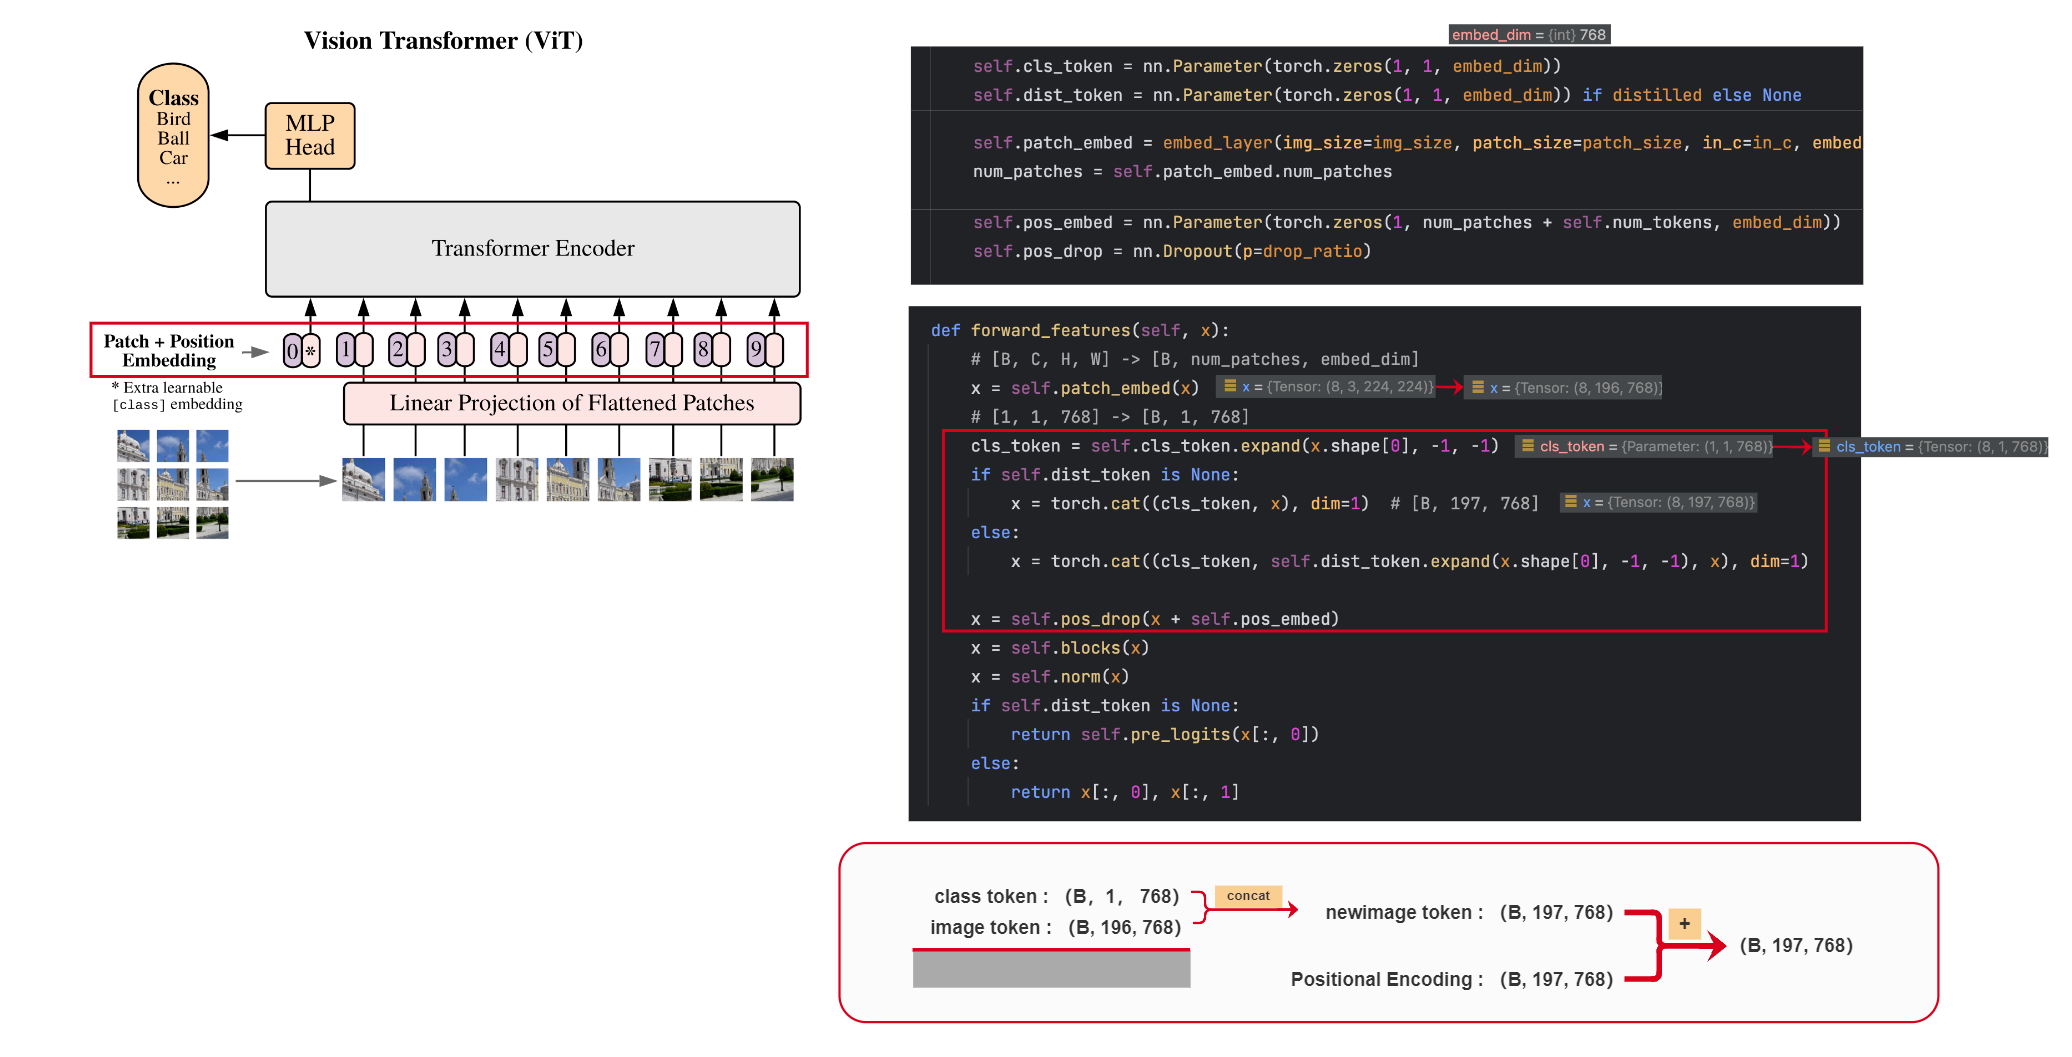 Vision Transformer (ViT)
Class
Bird
Ball
Car
...
MLP
Head
Transformer Encoder
Patch + Position
Embedding
0 * 1 2 3 4 5 6 7 8 9
* Extra learnable
[class] embedding
Linear Projection of Flattened Patches
embed_dim = {int} 768
self.cls_token = nn.Parameter(torch.zeros(1, 1, embed_dim))
self.dist_token = nn.Parameter(torch.zeros(1, 1, embed_dim)) if distilled else None
self.patch_embed = embed_layer(img_size=img_size, patch_size=patch_size, in_c=in_c, embed
num_patches = self.patch_embed.num_patches
self.pos_embed = nn.Parameter(torch.zeros(1, num_patches + self.num_tokens, embed_dim))
self.pos_drop = nn.Dropout(p=drop_ratio)
def forward_features(self, x):
# [B, C, H, W] -> [B, num_patches, embed_dim]
x = self.patch_embed(x) x = {Tensor: (8, 3, 224, 224)} x = {Tensor: (8, 196, 768)}
# [1, 1, 768] -> [B, 1, 768]
cls_token = self.cls_token.expand(x.shape[0], -1, -1) cls_token = {Parameter: (1, 1, 768)} cls_token = {Tensor: (8, 1, 768)}
if self.dist_token is None:
x = torch.cat((cls_token, x), dim=1) # [B, 197, 768] x = {Tensor: (8, 197, 768)}
else:
x = torch.cat((cls_token, self.dist_token.expand(x.shape[0], -1, -1), x), dim=1)
x = self.pos_drop(x + self.pos_embed)
x = self.blocks(x)
x = self.norm(x)
if self.dist_token is None:
return self.pre_logits(x[:, 0])
else:
return x[:, 0], x[:, 1]
class token : (B, 1, 768)
image token : (B, 196, 768)
concat
newimage token : (B, 197, 768)
Positional Encoding : (B, 197, 768)
+
(B, 197, 768)